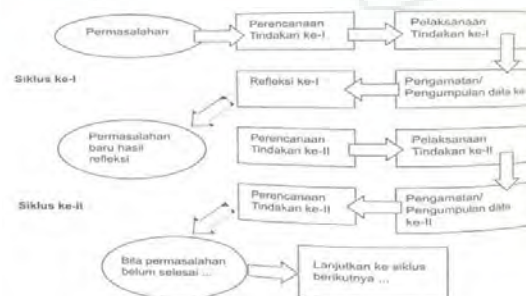 Permasalahan
Perencanaan
Tindakan ke-I
Pelaksanaan
Tindakan ke-I
Siklus ke-I
Refleksi ke-I
Pengamatan/
Pengumpulan data ke
Permasalahan
baru hasil
refleksi
Perencanaan
Tindakan ke-II
Pelaksanaan
Tindakan ke-II
Siklus ke-II
Perencanaan
Tindakan ke-II
Pengamatan/
Pengumpulan data
ke-II
Bila permasalahan
belum selesai ...
Lanjutkan ke siklus
berikutnya ...